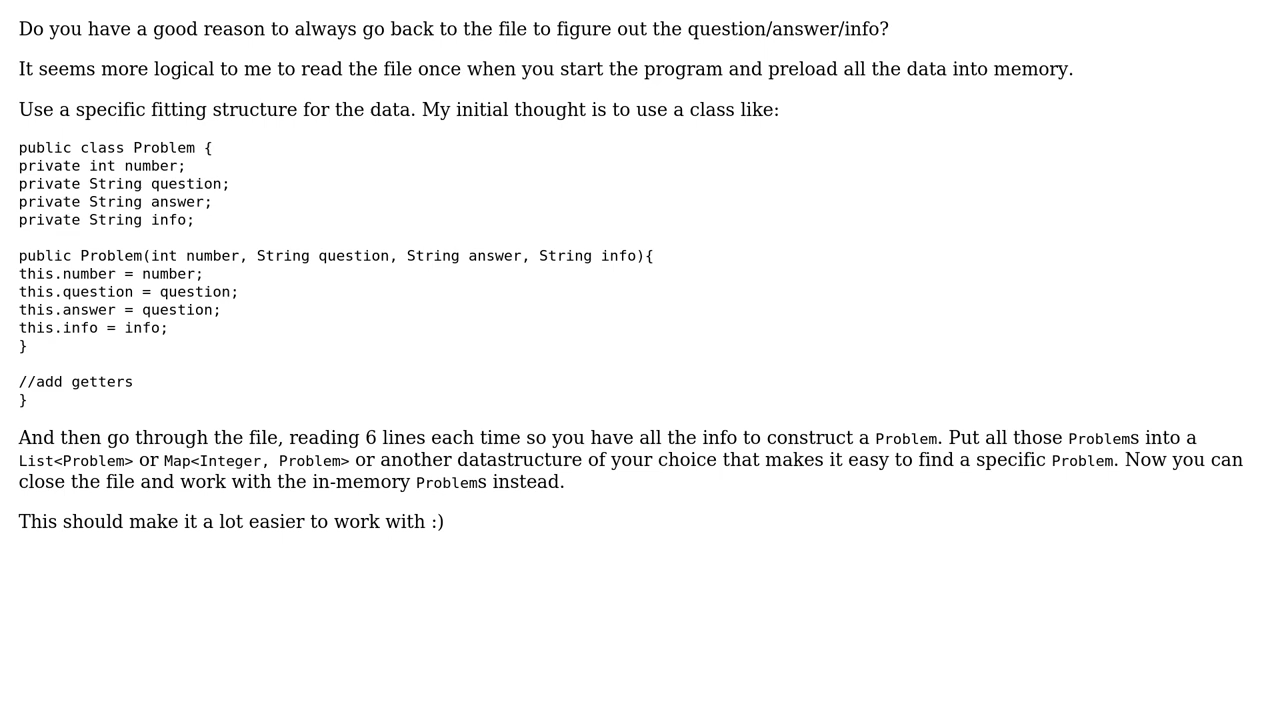 Do you have a good reason to always go back to the file to figure out the question/answer/info?
It seems more logical to me to read the file once when you start the program and preload all the data into memory.
Use a specific fitting structure for the data. My initial thought is to use a class like:
public class Problem {
private int number;
private String question;
private String answer;
private String info;
public Problem(int number, String question, String answer, String info){
this.number = number;
this.question = question;
this.answer = question;
this.info = info;
}
//add getters
}
And then go through the file, reading 6 lines each time so you have all the info to construct a Problem. Put all those Problems into a
List<Problem> or Map<Integer, Problem> or another datastructure of your choice that makes it easy to find a specific Problem. Now you can
close the file and work with the in-memory Problems instead.
This should make it a lot easier to work with :)